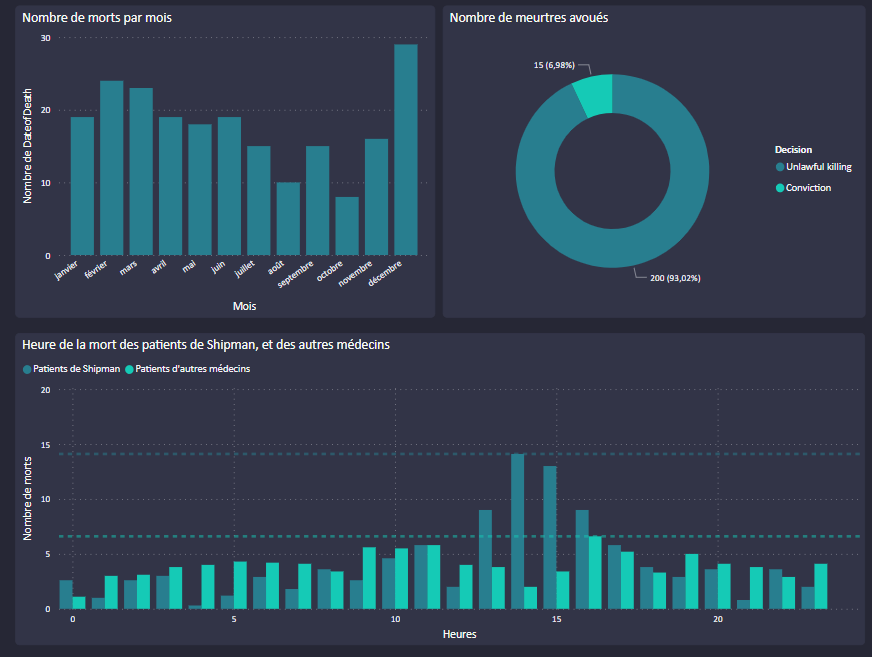 Nombre de morts par mois
30
20
10
0
Nombre de DateofDeath
janvier
février
mars
avril
mai
juin
juillet
août
septembre
octobre
novembre
décembre
Mois
Nombre de meurtres avoués
15 (6,98%)
200 (93,02%)
Decision
Unlawful killing
Conviction
Heure de la mort des patients de Shipman, et des autres médecins
Patients de Shipman Patients d'autres médecins
20
15
10
5
0
Nombre de morts
0 5 10 15 20
Heures